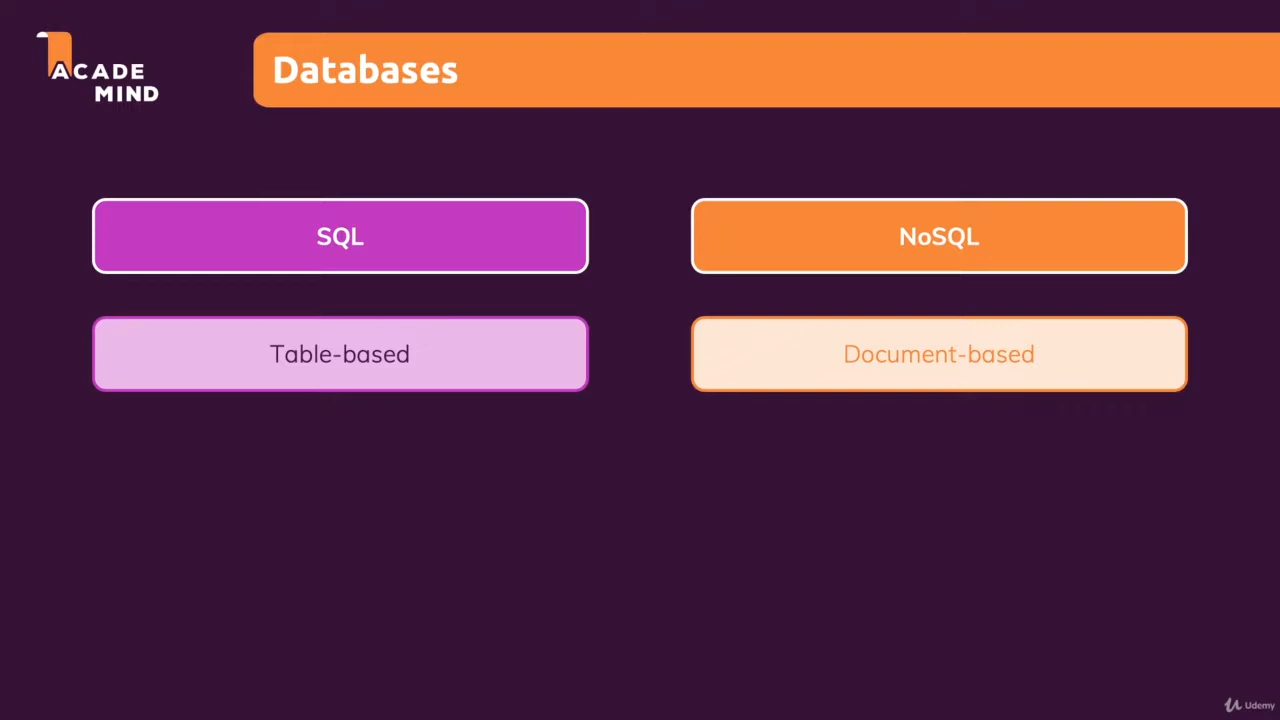 ACADE
MIND
Databases
SQL
NoSQL
Table-based
Document-based
Udemy